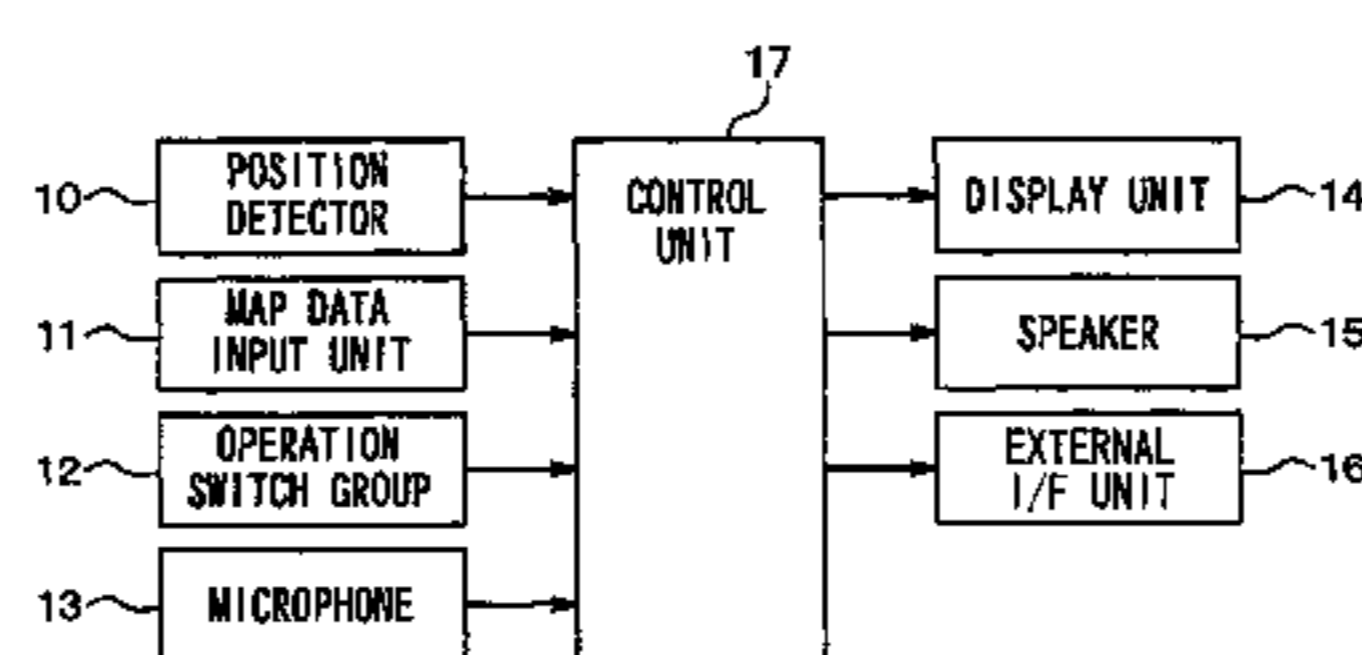 17
10
POSITION
DETECTOR
CONTROL
UNIT
DISPLAY UNIT
14
11
MAP DATA
INPUT UNIT
SPEAKER
15
12
OPERATION
SWITCH GROUP
EXTERNAL
I/F UNIT
16
13
MICROPHONE